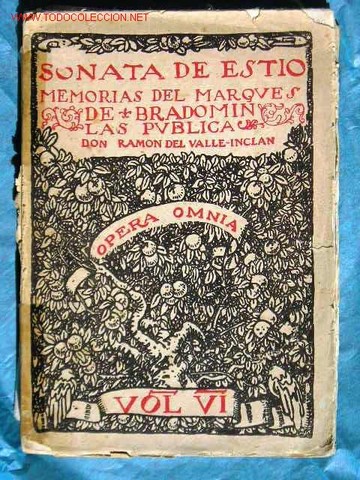 WWW.TODOCOLECCION.NET
SONATA DE ESTIO
MEMORIAS DEL MARQUES
DE BRADOMIN
LAS PVBLICA
DON RAMON DEL VALLE-INCLAN
OPERA OMNIA
VOL VI